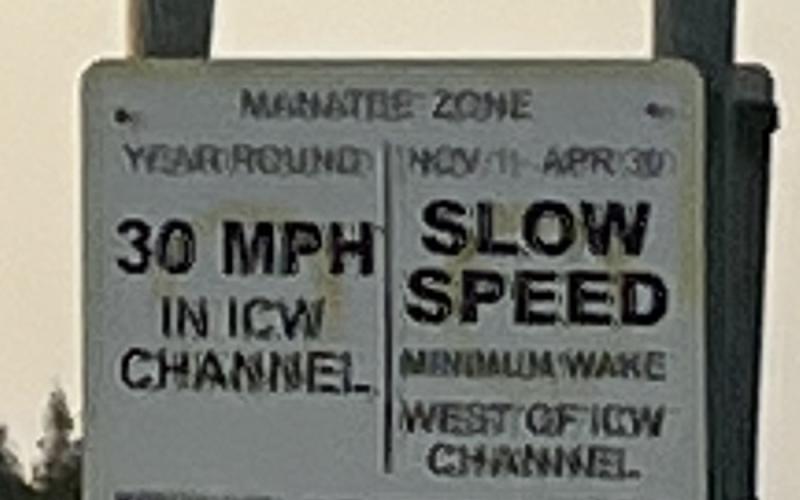 MANATEE ZONE
YEAR ROUND
30 MPH
IN ICW
CHANNEL
NOV 1 - APR 30
SLOW
SPEED
MINIMUM WAKE
WEST OF ICW
CHANNEL